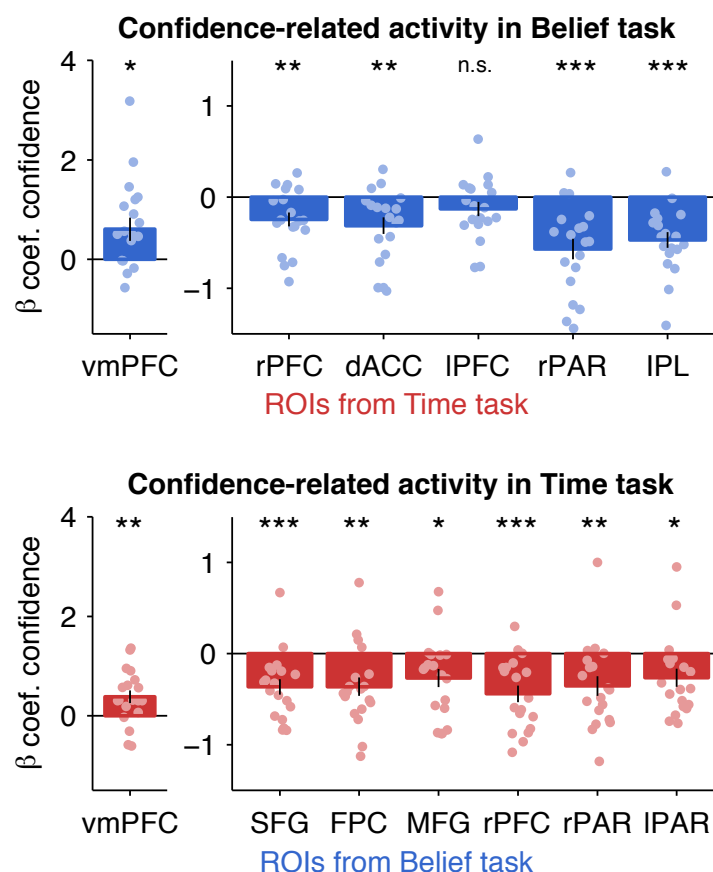 Confidence-related activity in Belief task
β coef. confidence
4
2
0
*
vmPFC
1
0
−1
** ** n.s. *** ***
rPFC dACC lPFC rPAR IPL
ROIs from Time task
Confidence-related activity in Time task
β coef. confidence
4
2
0
**
vmPFC
1
0
−1
*** ** * *** ** *
SFG FPC MFG rPFC rPAR lPAR
ROIs from Belief task